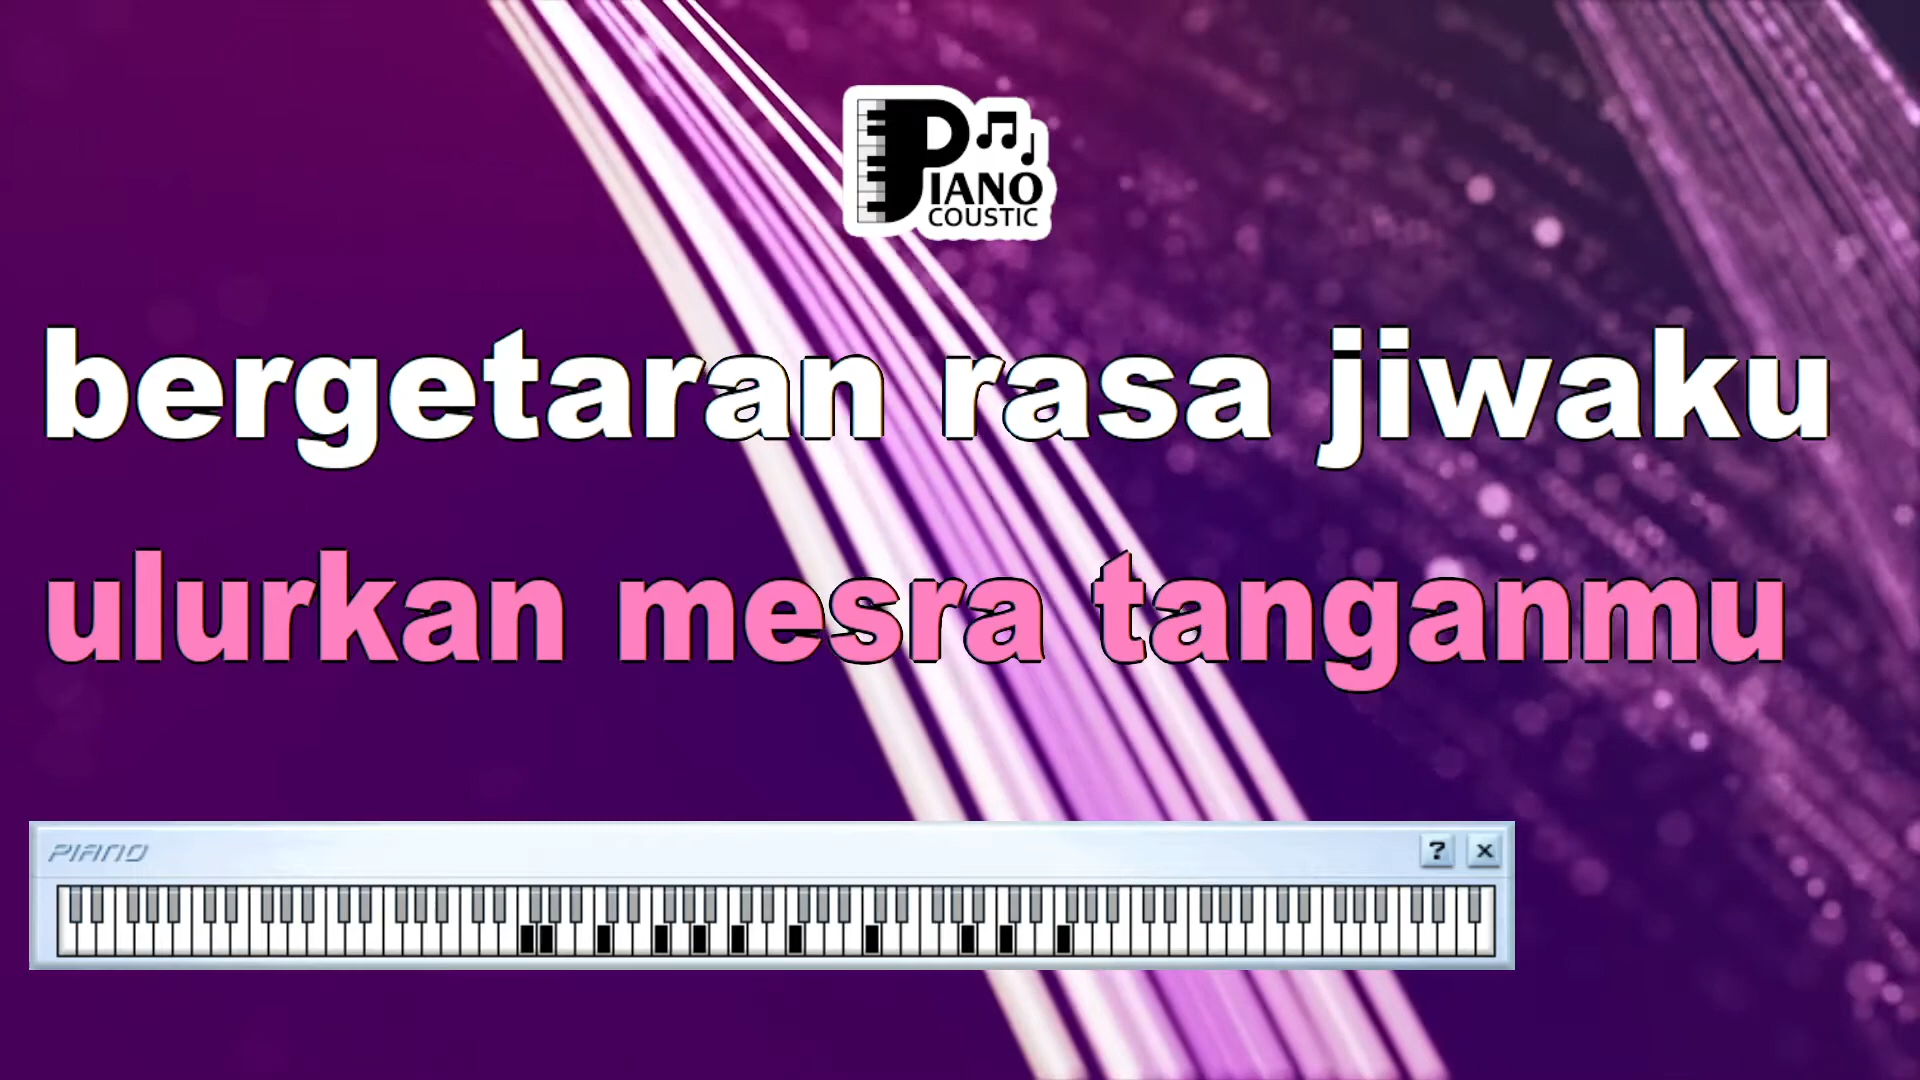 PIANO
COUSTIC
bergetaran rasa jiwaku
ulurkan mesra tanganmu
PIANO
? x